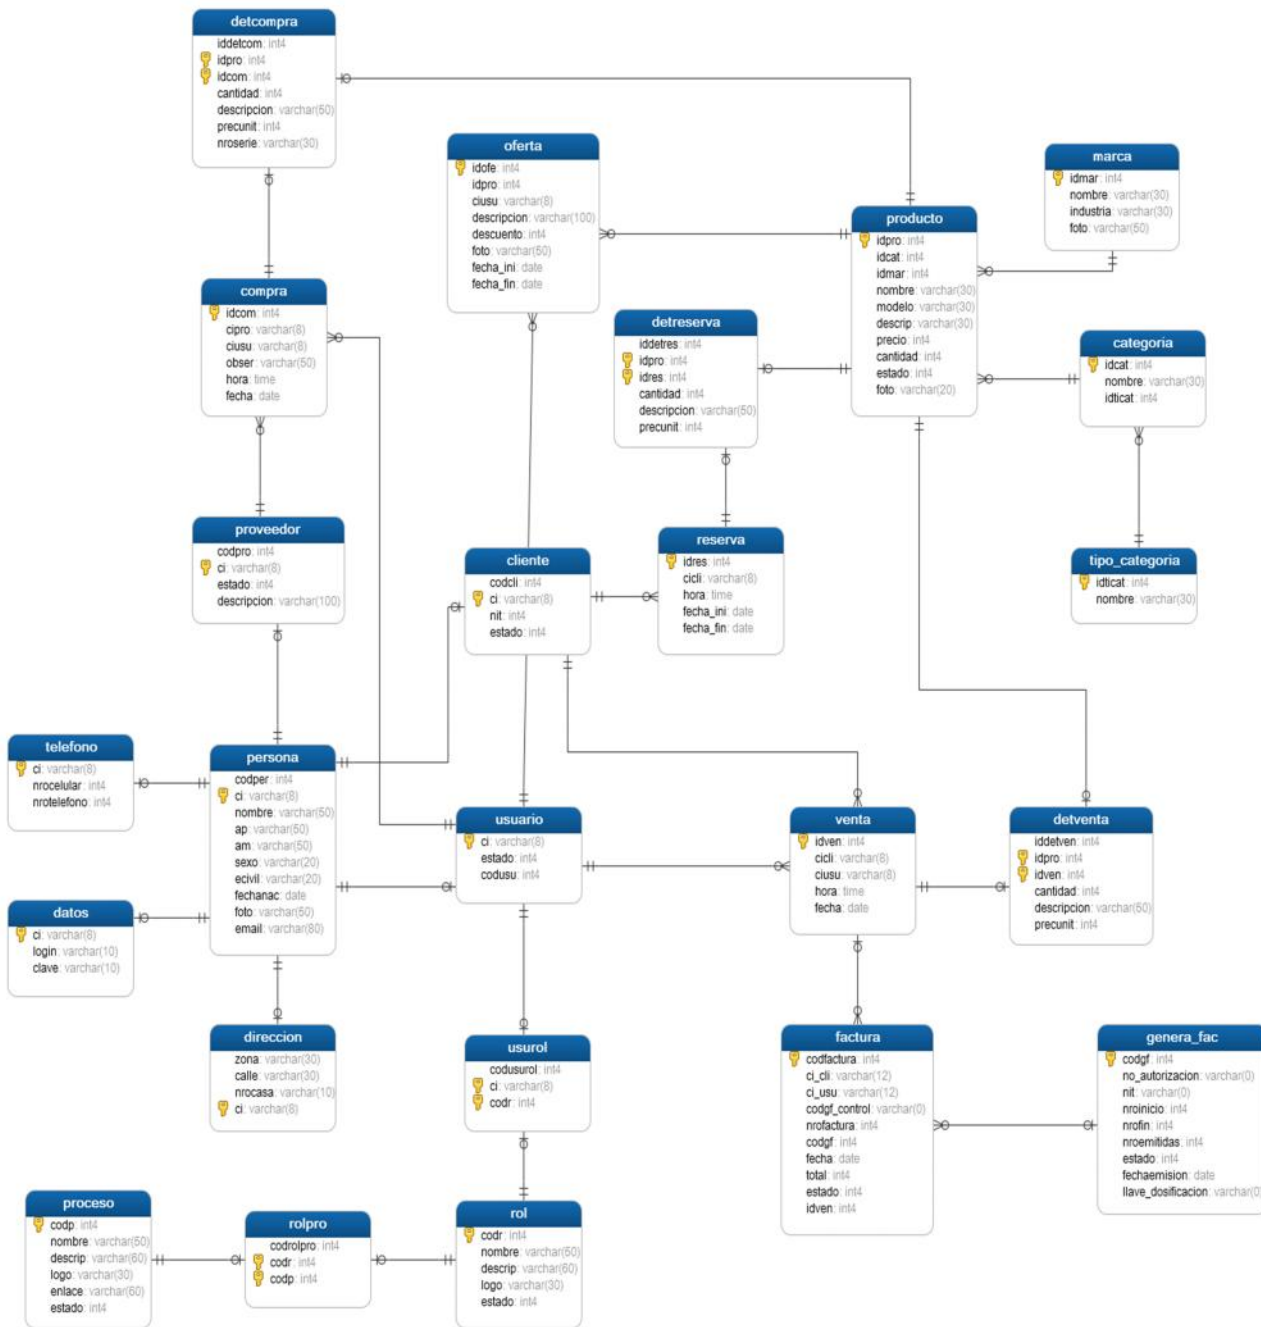 detcompra
iddetcom: int4
idpro: int4
idcom: int4
cantidad: int4
descripcion: varchar(50)
precunit: int4
nroserie: varchar(30)
oferta
idofe: int4
idpro: int4
ciusu: varchar(8)
descripcion: varchar(100)
descuento: int4
foto: varchar(50)
fecha_ini: date
fecha_fin: date
marca
idmar: int4
nombre: varchar(30)
industria: varchar(30)
foto: varchar(50)
producto
idpro: int4
idcat: int4
idmar: int4
nombre: varchar(30)
modelo: varchar(30)
descrip: varchar(30)
precio: int4
cantidad: int4
estado: int4
foto: varchar(20)
compra
idcom: int4
cipro: varchar(8)
ciusu: varchar(8)
obser: varchar(50)
hora: time
fecha: date
detreserva
iddetres: int4
idpro: int4
idres: int4
cantidad: int4
descripcion: varchar(50)
precunit: int4
categoria
idcat: int4
nombre: varchar(30)
idticat: int4
proveedor
codpro: int4
ci: varchar(8)
estado: int4
descripcion: varchar(100)
cliente
codcli: int4
ci: varchar(8)
nit: int4
estado: int4
reserva
idres: int4
cicli: varchar(8)
hora: time
fecha_ini: date
fecha_fin: date
tipo_categoria
idticat: int4
nombre: varchar(30)
telefono
ci: varchar(8)
nrocelular: int4
nrotelefono: int4
persona
codper: int4
ci: varchar(8)
nombre: varchar(50)
ap: varchar(50)
am: varchar(50)
sexo: varchar(20)
ecivil: varchar(20)
fechanac: date
foto: varchar(50)
email: varchar(80)
usuario
ci: varchar(8)
estado: int4
codusu: int4
venta
idven: int4
cicli: varchar(8)
ciusu: varchar(8)
hora: time
fecha: date
detventa
iddetven: int4
idpro: int4
idven: int4
cantidad: int4
descripcion: varchar(50)
precunit: int4
datos
ci: varchar(8)
login: varchar(10)
clave: varchar(10)
direccion
zona: varchar(30)
calle: varchar(30)
nrocasa: varchar(10)
ci: varchar(8)
usurol
codusurol: int4
ci: varchar(8)
codr: int4
factura
codfactura: int4
ci_cli: varchar(12)
ci_usu: varchar(12)
codgf_control: varchar(0)
nrofactura: int4
codgf: int4
fecha: date
total: int4
estado: int4
idven: int4
genera_fac
codgf: int4
no_autorizacion: varchar(0)
nit: varchar(0)
nroinicio: int4
nrofin: int4
nroemitidas: int4
estado: int4
fechaemision: date
llave_dosificacion: varchar(0)
proceso
codp: int4
nombre: varchar(50)
descrip: varchar(60)
logo: varchar(30)
enlace: varchar(60)
estado: int4
rolpro
codrolpro: int4
codr: int4
codp: int4
rol
codr: int4
nombre: varchar(50)
descrip: varchar(60)
logo: varchar(30)
estado: int4